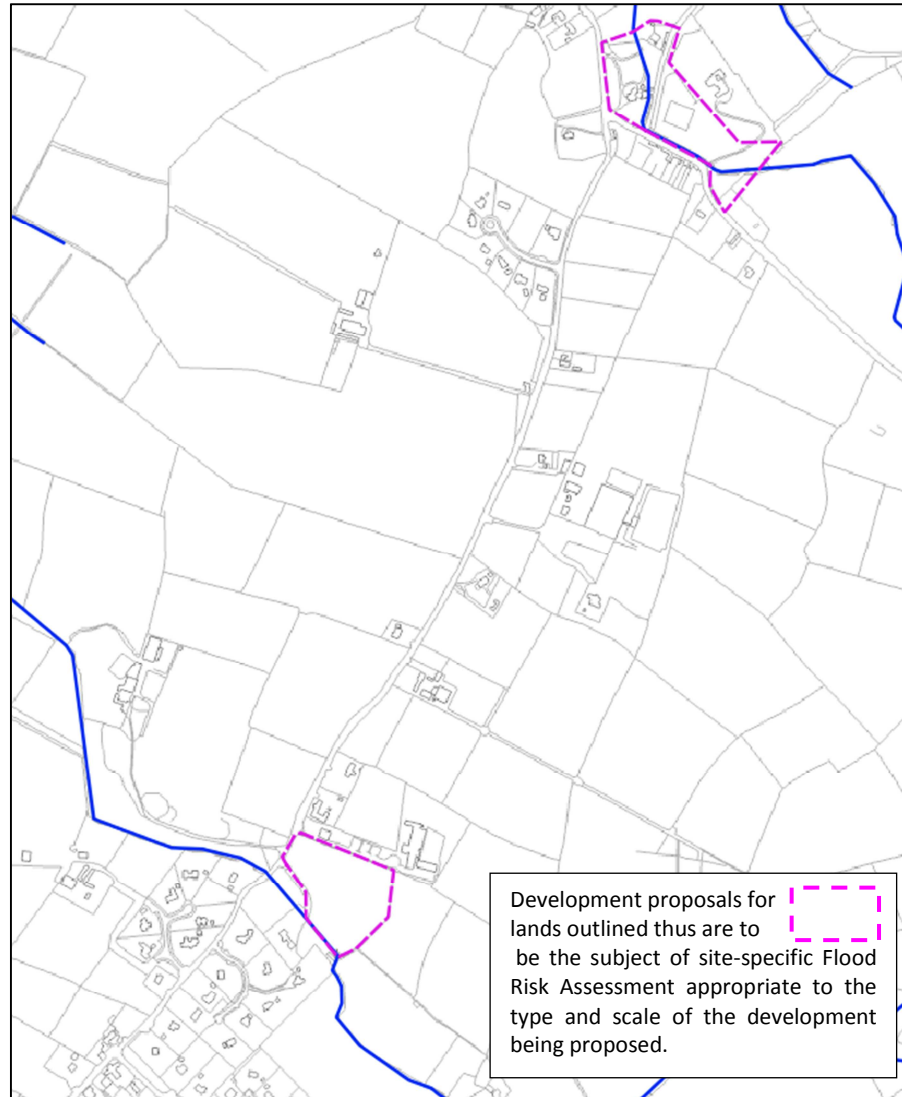 Development proposals for
lands outlined thus are to
be the subject of site-specific Flood
Risk Assessment appropriate to the
type and scale of the development
being proposed.